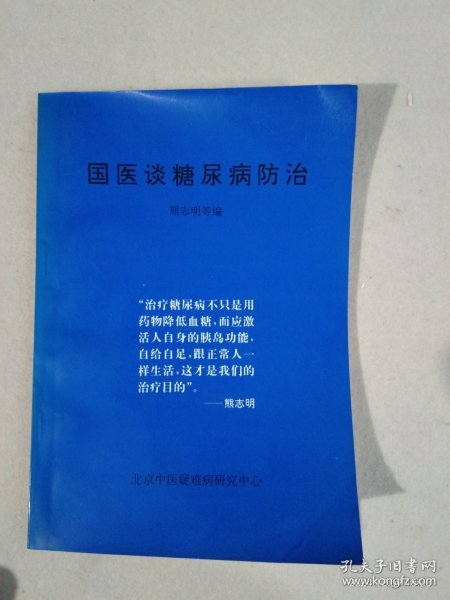 国医谈糖尿病防治
熊志明等编
“治疗糖尿病不只是用
药物降低血糖，而应激
活人自身的胰岛功能，
自给自足，跟正常人一
样生活，这才是我们的
治疗目的”。
——熊志明
北京中医疑难病研究中心
孔夫子旧书网
www.kongfz.com